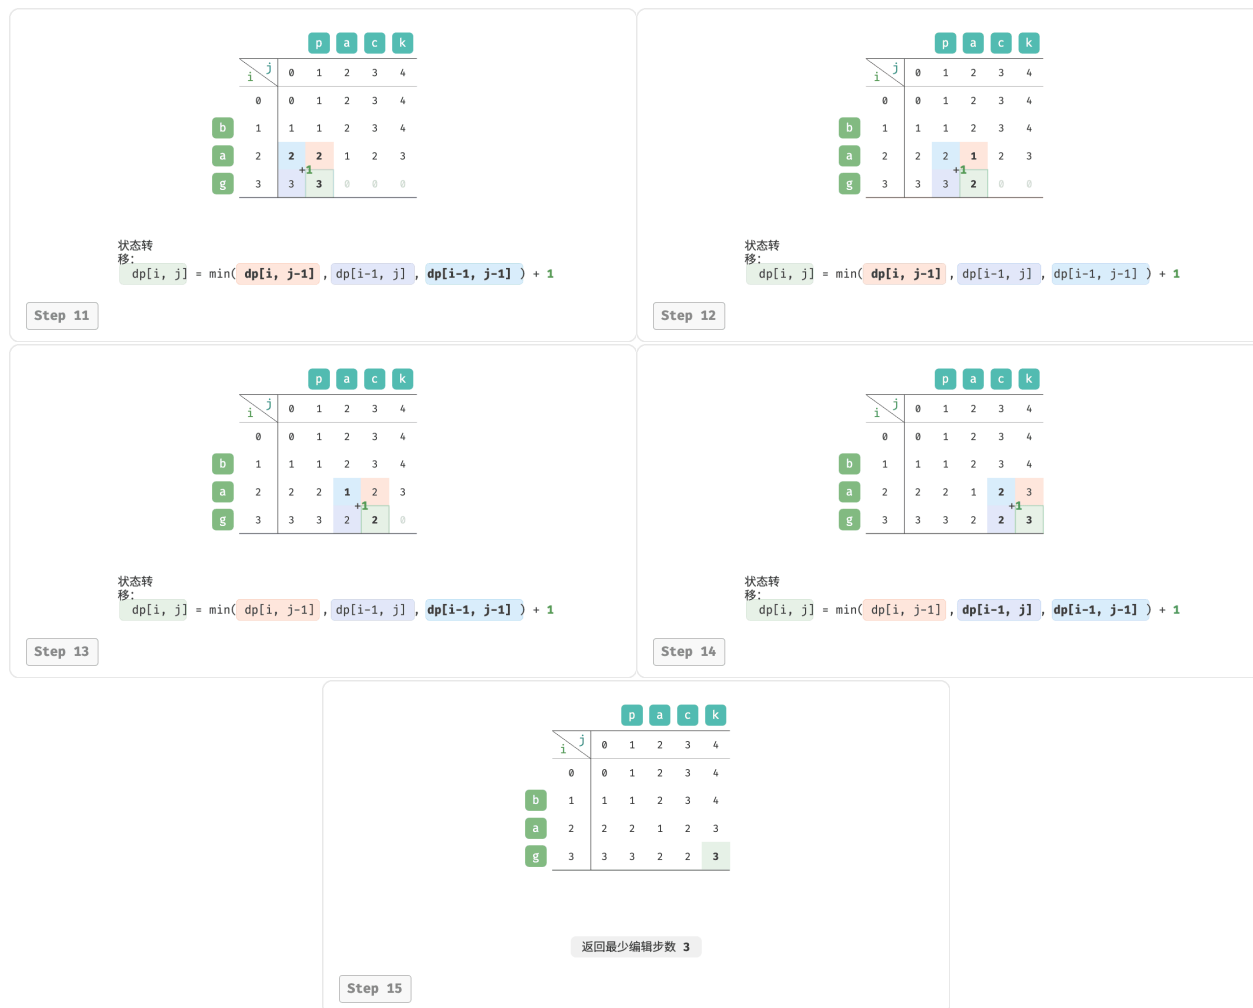 p a c k
j
i
0 1 2 3 4
0 0 1 2 3 4
b 1 1 1 2 3 4
a 2 2 2 1 2 3
+1
g 3 3 3 0 0 0
状态转
移：
dp[i, j] = min( dp[i, j-1] , dp[i-1, j] , dp[i-1, j-1] ) + 1
Step 11
p a c k
j
i
0 1 2 3 4
0 0 1 2 3 4
b 1 1 1 2 3 4
a 2 2 2 1 2 3
+1
g 3 3 3 2 0 0
状态转
移：
dp[i, j] = min( dp[i, j-1] , dp[i-1, j] , dp[i-1, j-1] ) + 1
Step 12
p a c k
j
i
0 1 2 3 4
0 0 1 2 3 4
b 1 1 1 2 3 4
a 2 2 2 1 2 3
+1
g 3 3 3 2 2 0
状态转
移：
dp[i, j] = min( dp[i, j-1] , dp[i-1, j] , dp[i-1, j-1] ) + 1
Step 13
p a c k
j
i
0 1 2 3 4
0 0 1 2 3 4
b 1 1 1 2 3 4
a 2 2 2 1 2 3
+1
g 3 3 3 2 2 3
状态转
移：
dp[i, j] = min( dp[i, j-1] , dp[i-1, j] , dp[i-1, j-1] ) + 1
Step 14
p a c k
j
i
0 1 2 3 4
0 0 1 2 3 4
b 1 1 1 2 3 4
a 2 2 2 1 2 3
g 3 3 3 2 2 3
返回最少编辑步数 3
Step 15